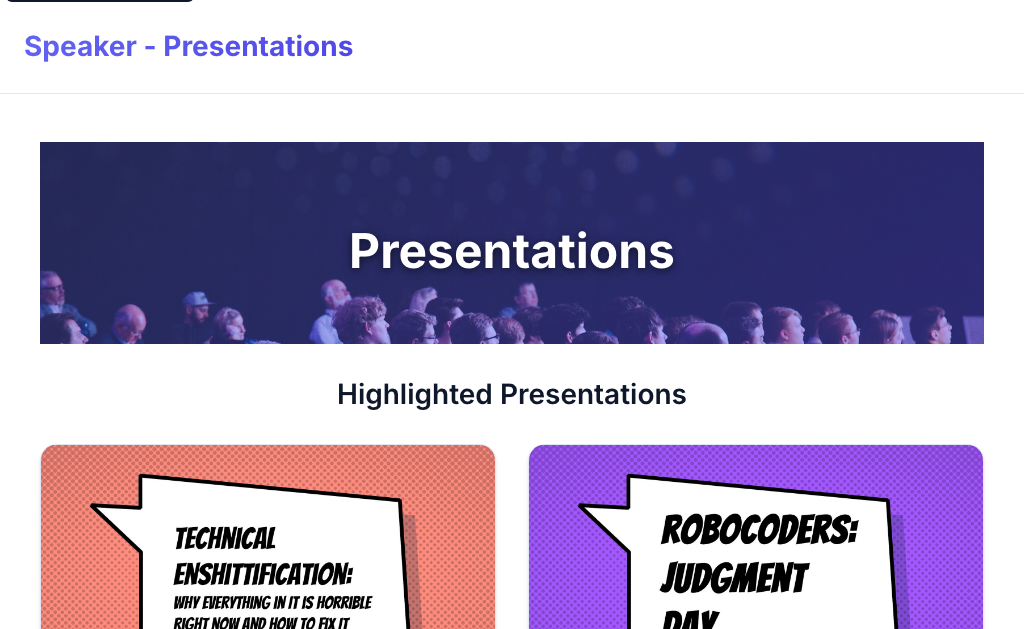 Speaker - Presentations
Presentations
Highlighted Presentations
TECHNICAL
ENSHITTIFICATION:
WHY EVERYTHING IN IT IS HORRIBLE
RIGHT NOW AND HOW TO FIX IT
ROBOCODERS:
JUDGMENT
DAY